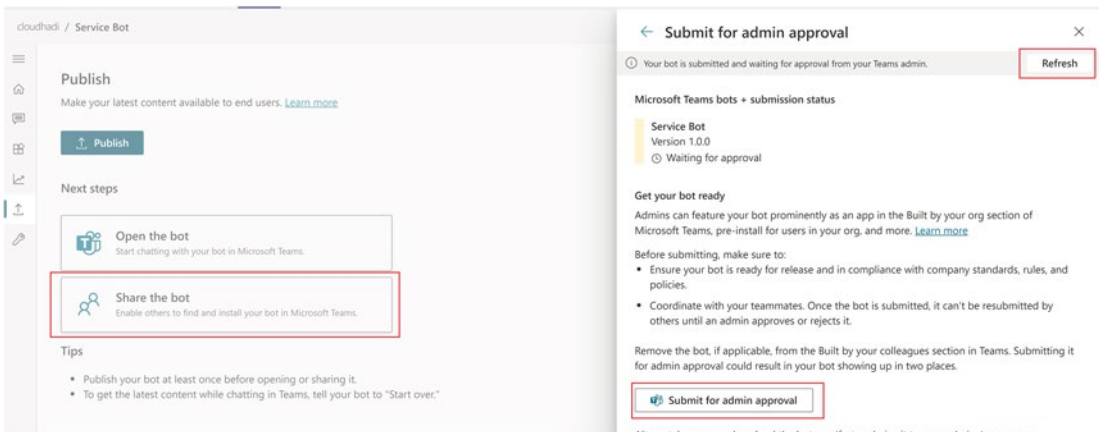 cloudhadi / Service Bot
Publish
Make your latest content available to end users. Learn more
Publish
Next steps
Open the bot
Start chatting with your bot in Microsoft Teams.
Share the bot
Enable others to find and install your bot in Microsoft Teams.
Tips
• Publish your bot at least once before opening or sharing it.
• To get the latest content while chatting in Teams, tell your bot to "Start over."
Submit for admin approval
Your bot is submitted and waiting for approval from your Teams admin.
Refresh
Microsoft Teams bots + submission status
Service Bot
Version 1.0.0
Waiting for approval
Get your bot ready
Admins can feature your bot prominently as an app in the Built by your org section of
Microsoft Teams, pre-install for users in your org, and more. Learn more
Before submitting, make sure to:
• Ensure your bot is ready for release and in compliance with company standards, rules, and
policies.
• Coordinate with your teammates. Once the bot is submitted, it can't be resubmitted by
others until an admin approves or rejects it.
Remove the bot, if applicable, from the Built by your colleagues section in Teams. Submitting it
for admin approval could result in your bot showing up in two places.
Submit for admin approval